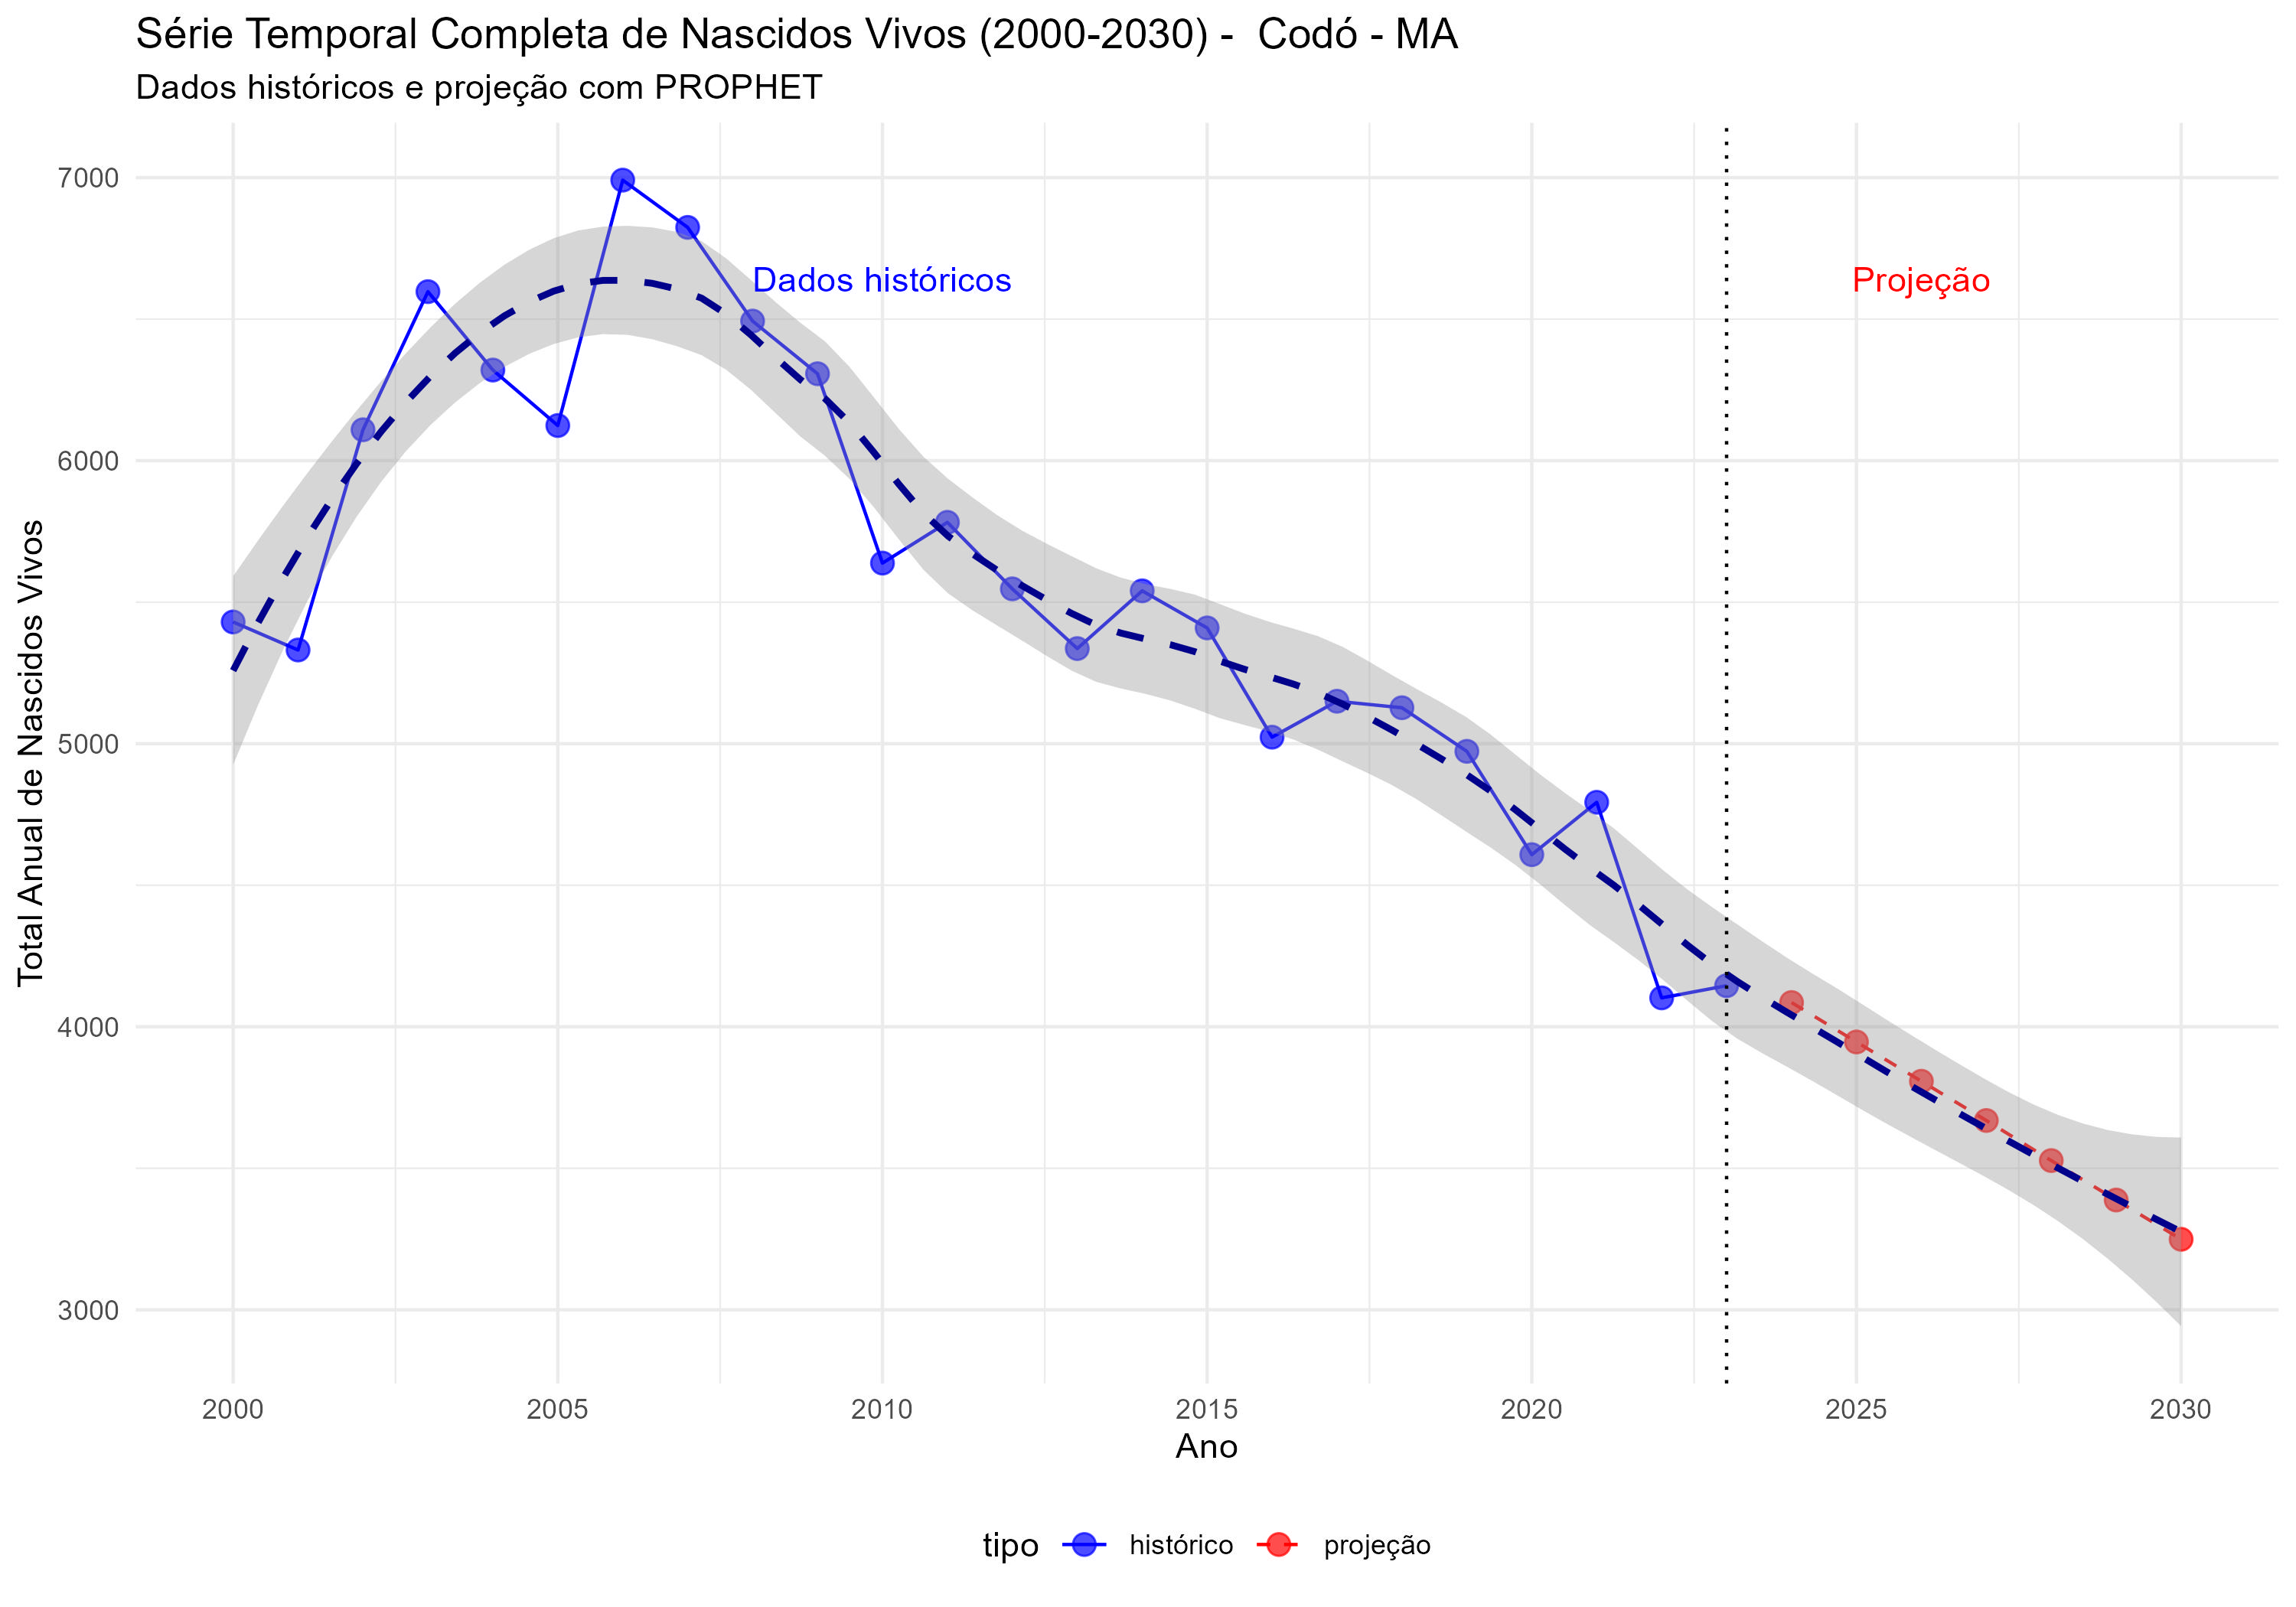 Série Temporal Completa de Nascidos Vivos (2000-2030) -  Codó - MA
Dados históricos e projeção com PROPHET
Total Anual de Nascidos Vivos
7000
6000
5000
4000
3000
Dados históricos
Projeção
2000
2005
2010
2015
2020
2025
2030
Ano
tipo
histórico
projeção